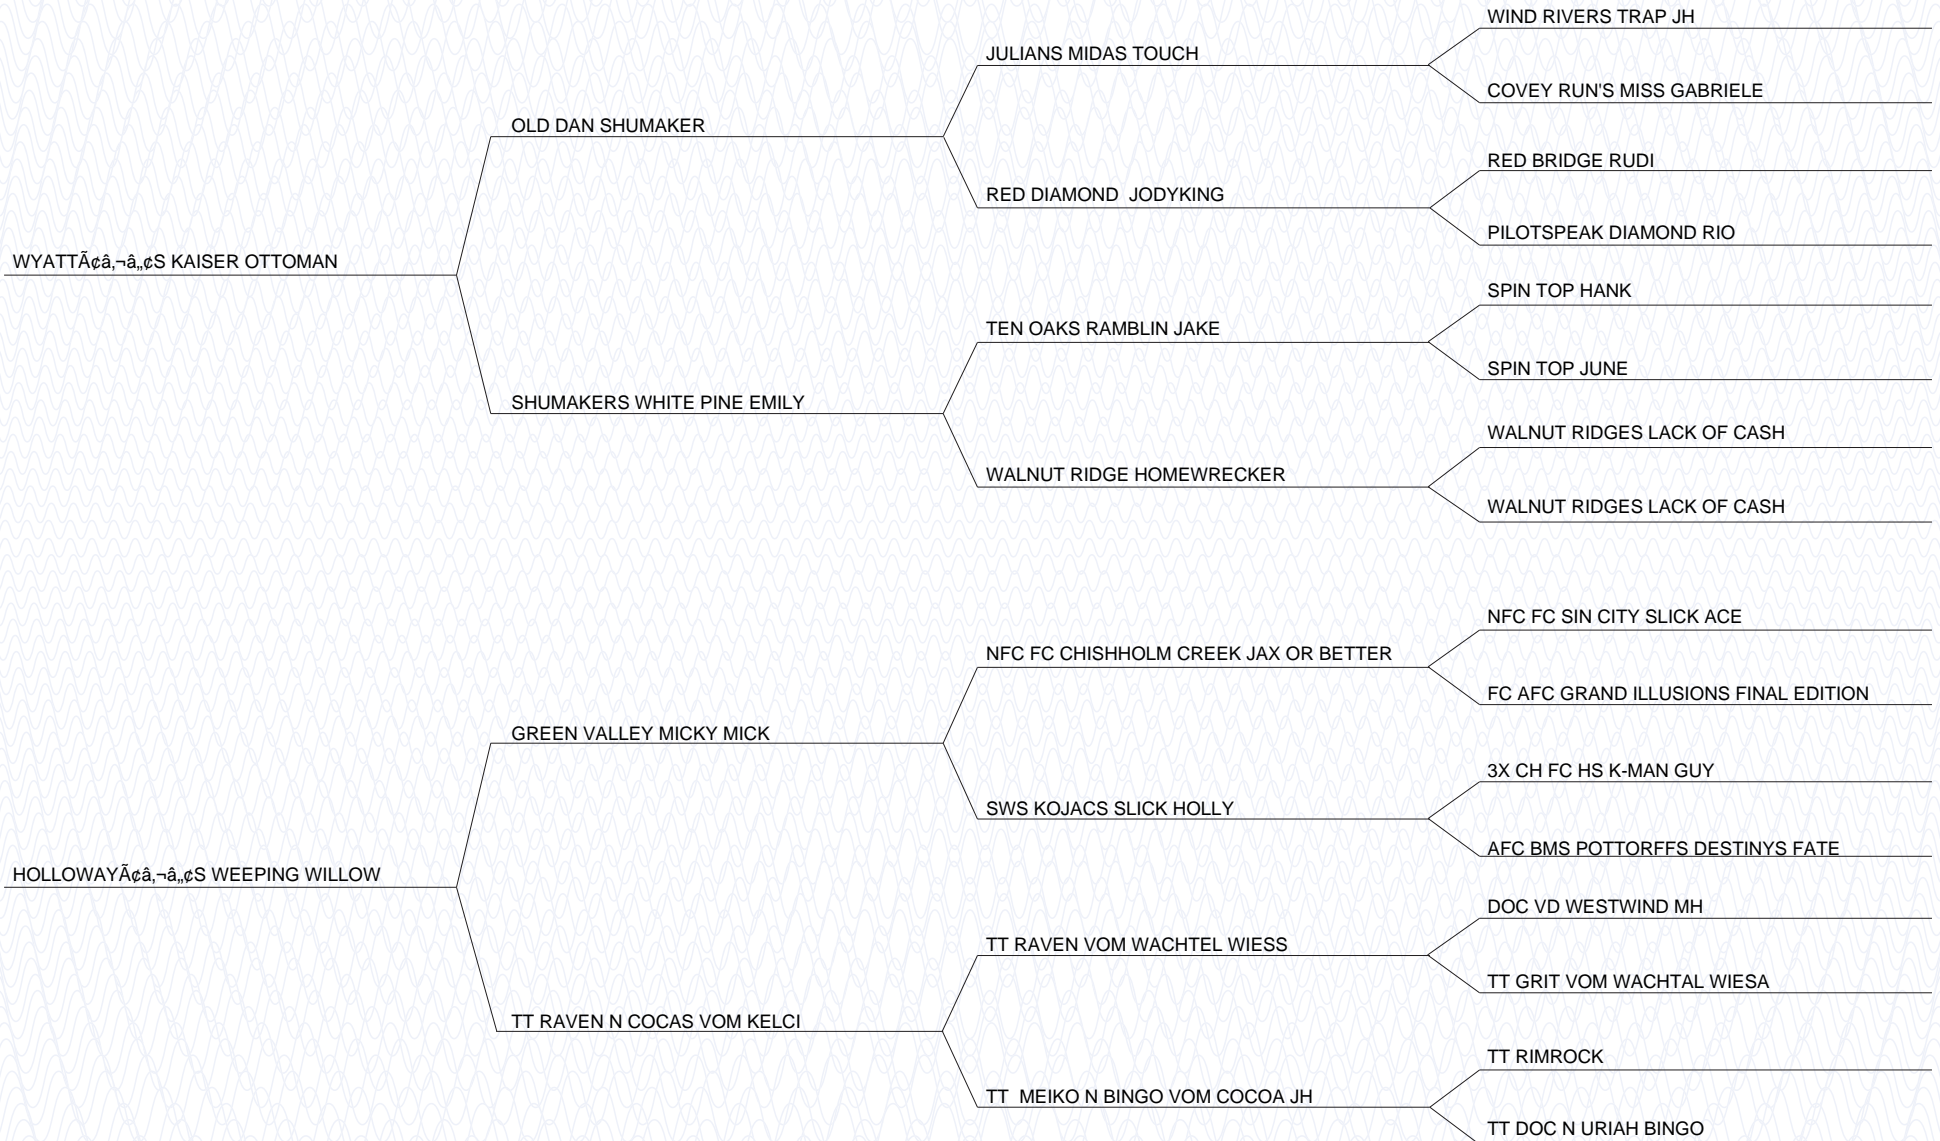 WIND RIVERS TRAP JH
JULIANS MIDAS TOUCH
COVEY RUN'S MISS GABRIELE
OLD DAN SHUMAKER
RED BRIDGE RUDI
RED DIAMOND  JODYKING
PILOTSPEAK DIAMOND RIO
WYATTÃ¢â‚¬â„¢S KAISER OTTOMAN
SPIN TOP HANK
TEN OAKS RAMBLIN JAKE
SPIN TOP JUNE
SHUMAKERS WHITE PINE EMILY
WALNUT RIDGES LACK OF CASH
WALNUT RIDGE HOMEWRECKER
WALNUT RIDGES LACK OF CASH
NFC FC SIN CITY SLICK ACE
NFC FC CHISHHOLM CREEK JAX OR BETTER
FC AFC GRAND ILLUSIONS FINAL EDITION
GREEN VALLEY MICKY MICK
3X CH FC HS K-MAN GUY
SWS KOJACS SLICK HOLLY
AFC BMS POTTORFFS DESTINYS FATE
HOLLOWAYÃ¢â‚¬â„¢S WEEPING WILLOW
DOC VD WESTWIND MH
TT RAVEN VOM WACHTEL WIESS
TT GRIT VOM WACHTAL WIESA
TT RAVEN N COCAS VOM KELCI
TT RIMROCK
TT  MEIKO N BINGO VOM COCOA JH
TT DOC N URIAH BINGO